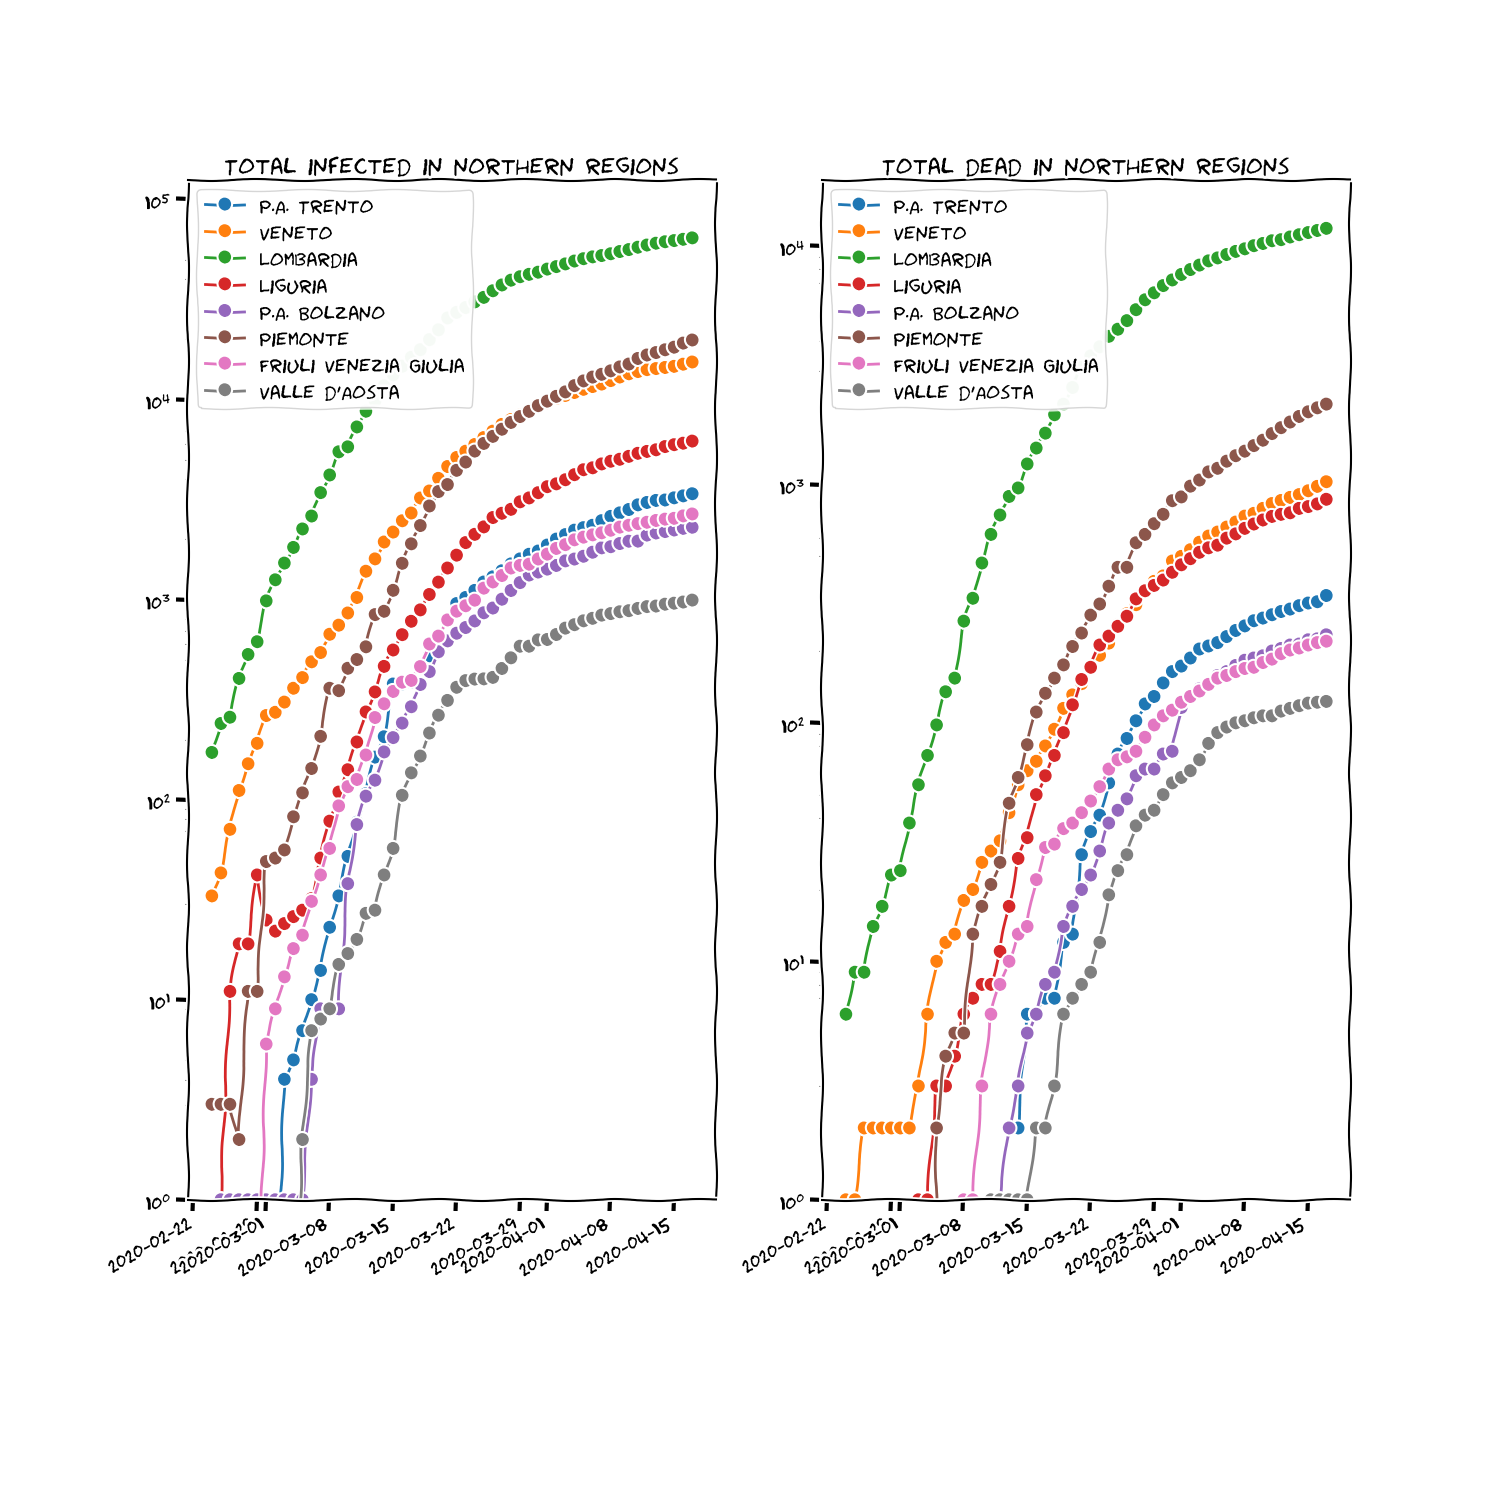 TOTAL INFECTED IN NORTHERN REGIONS
10⁵
10⁴
10³
10²
10¹
10⁰
P.A. TRENTO
VENETO
LOMBARDIA
LIGURIA
P.A. BOLZANO
PIEMONTE
FRIULI VENEZIA GIULIA
VALLE D'AOSTA
2020-02-22
2020-03-01
2020-03-08
2020-03-15
2020-03-22
2020-03-29
2020-04-01
2020-04-08
2020-04-15
TOTAL DEAD IN NORTHERN REGIONS
10⁴
10³
10²
10¹
10⁰
P.A. TRENTO
VENETO
LOMBARDIA
LIGURIA
P.A. BOLZANO
PIEMONTE
FRIULI VENEZIA GIULIA
VALLE D'AOSTA
2020-02-22
2020-03-01
2020-03-08
2020-03-15
2020-03-22
2020-03-29
2020-04-01
2020-04-08
2020-04-15